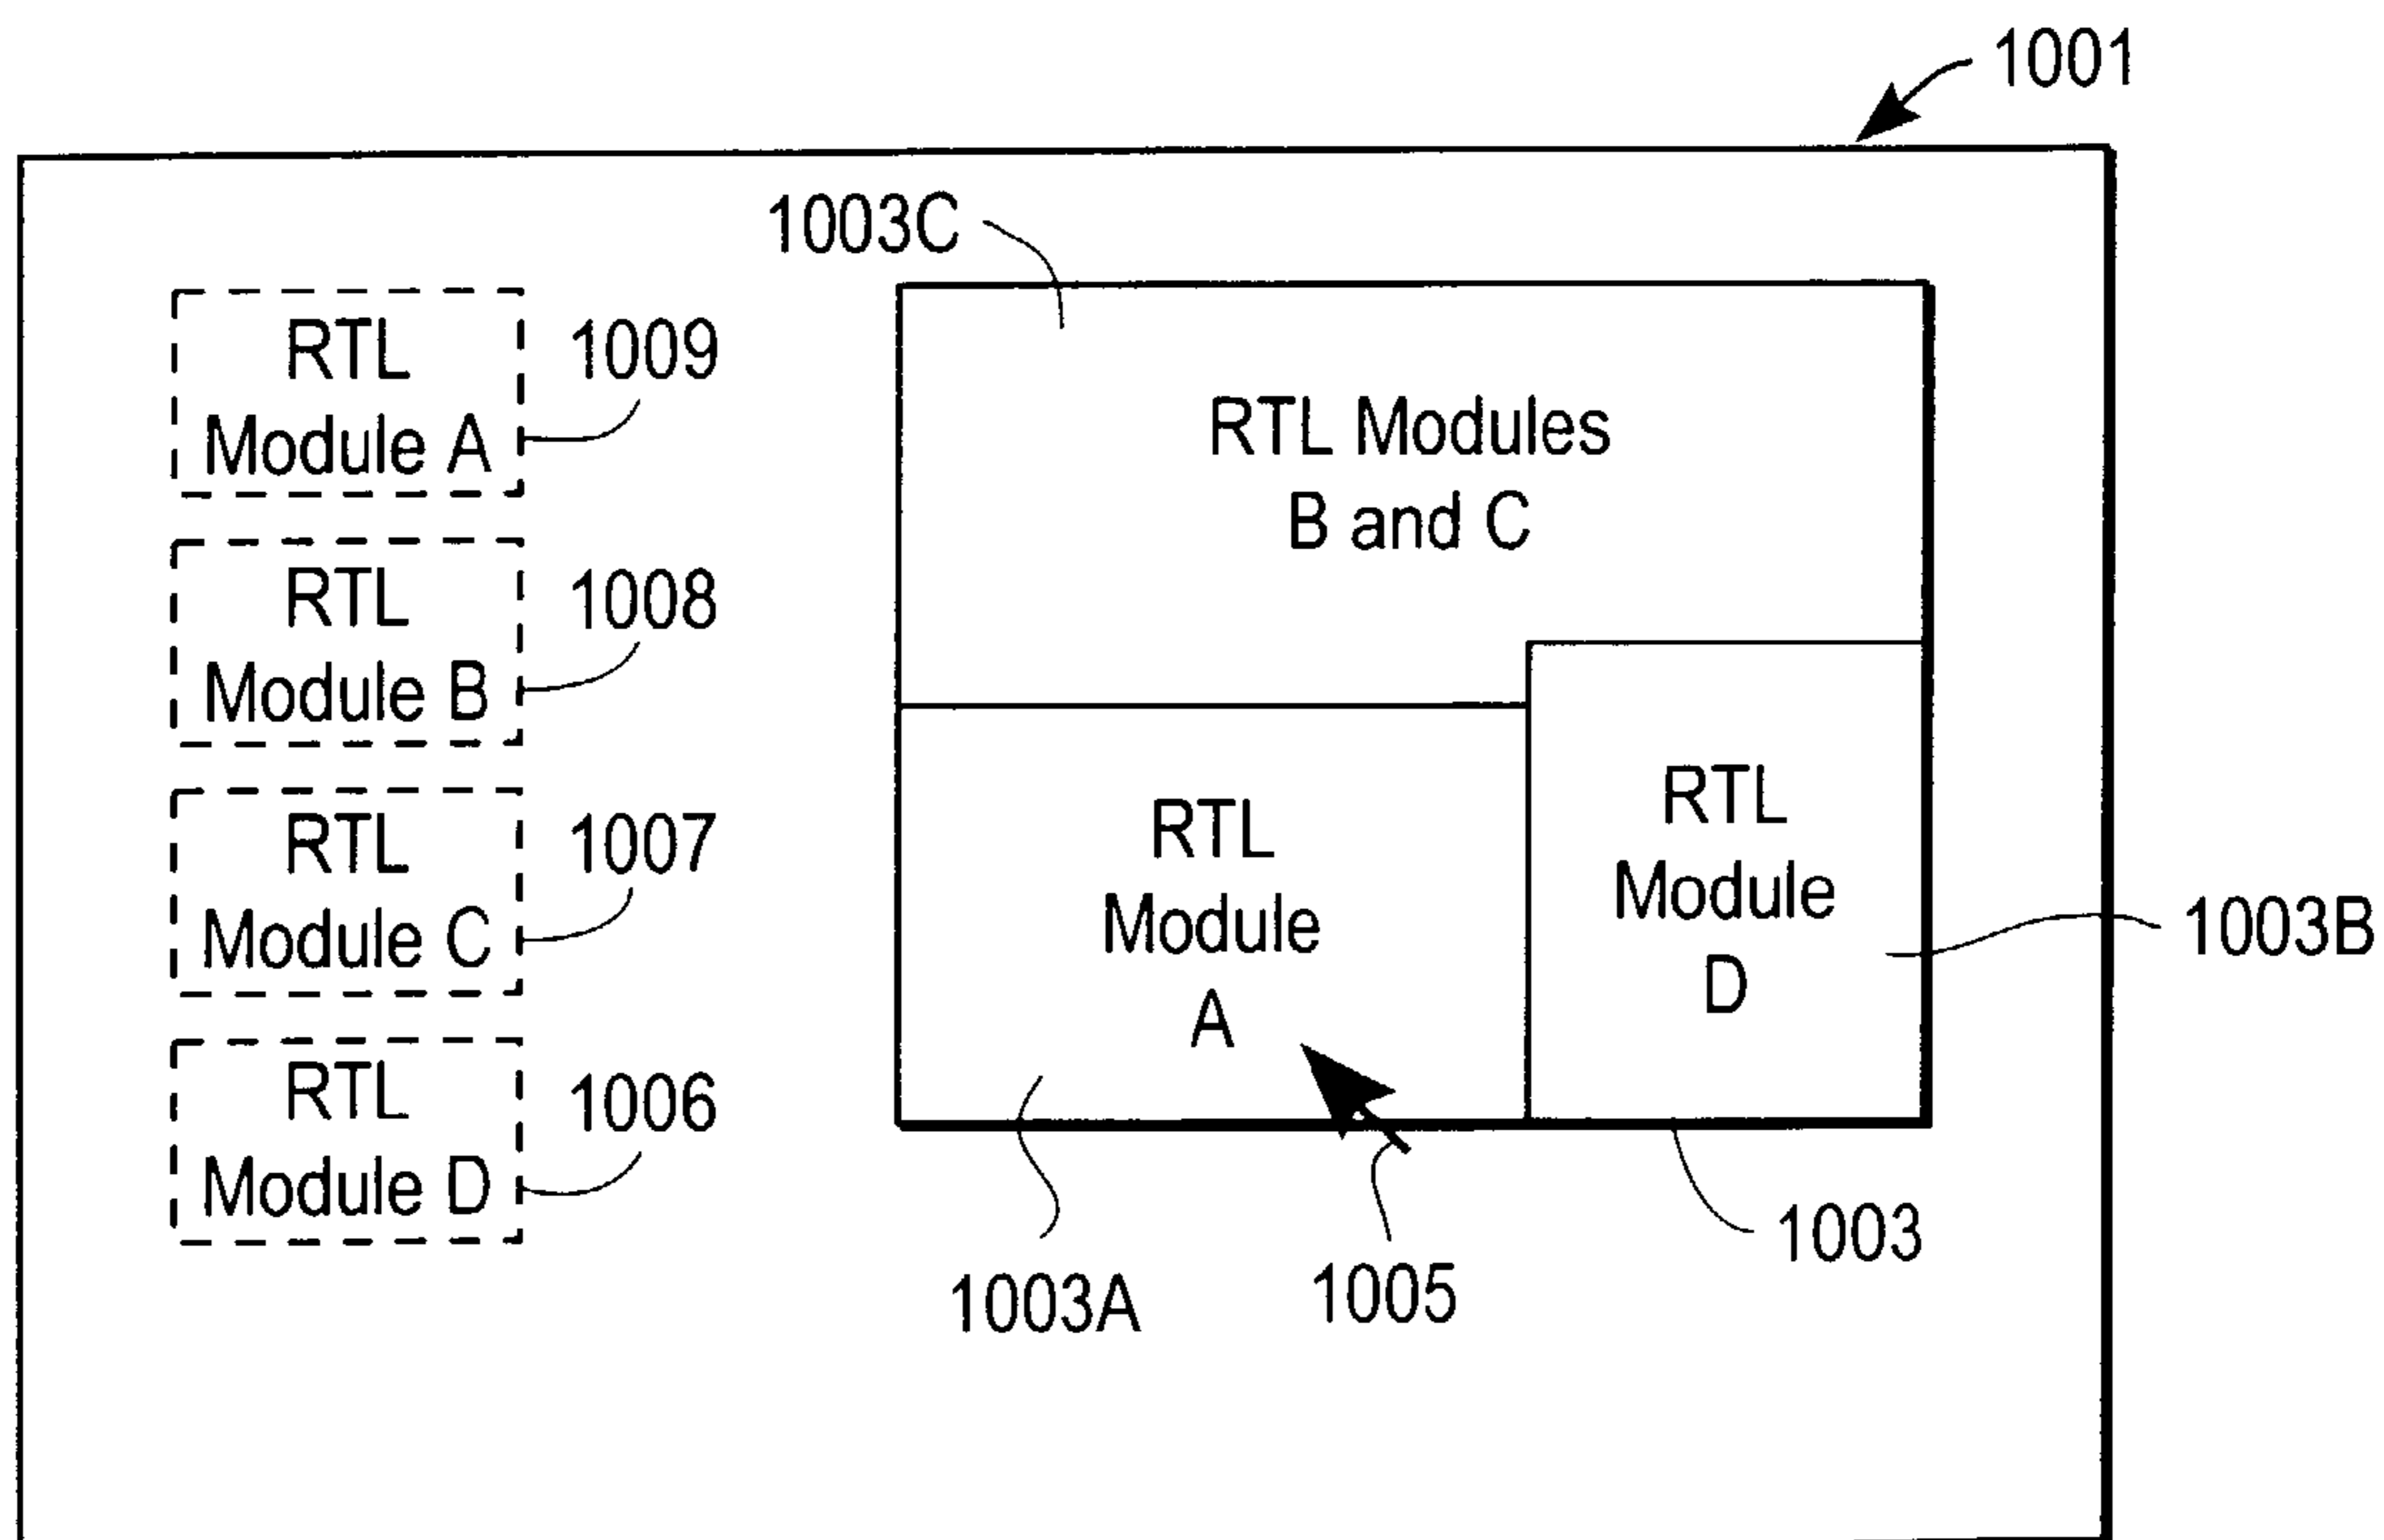 1001
1003C
RTL
Module A
1009
RTL
Module B
1008
RTL
Module C
1007
RTL
Module D
1006
RTL Modules
B and C
RTL
Module
A
RTL
Module
D
1003B
1003
1003A
1005